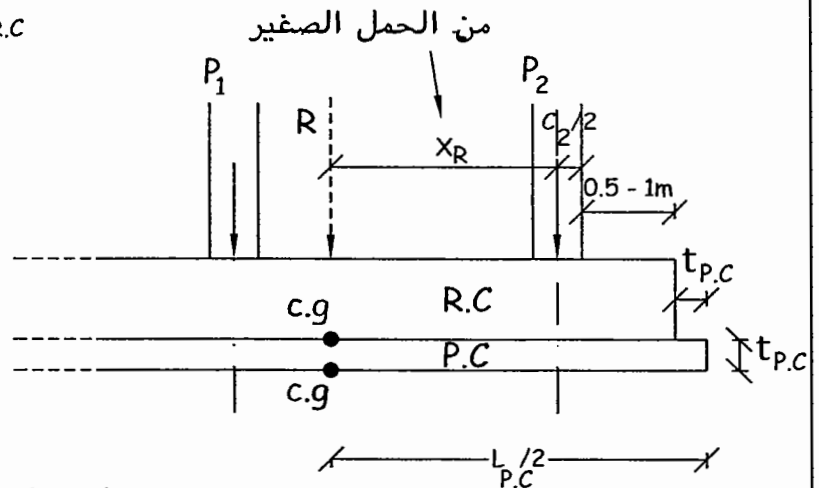 R.C
من الحمل الصغير
P1
R
P2
C2/2
XR
0.5 - 1m
tP.C
c.g
R.C
P.C
tP.C
c.g
LP.C/2